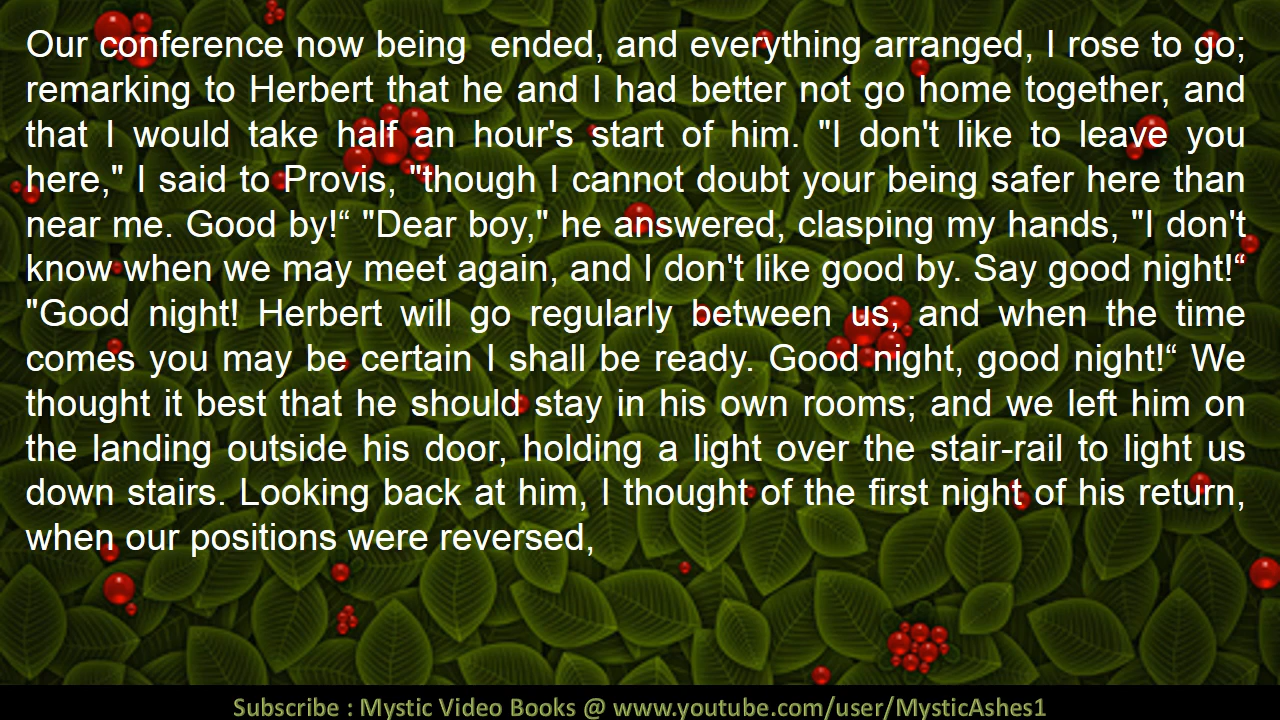 Our conference now being  ended, and everything arranged, I rose to go;
remarking to Herbert that he and I had better not go home together, and
that I would take half an hour's start of him. "I don't like to leave you
here," I said to Provis, "though I cannot doubt your being safer here than
near me. Good by!“ "Dear boy," he answered, clasping my hands, "I don't
know when we may meet again, and I don't like good by. Say good night!“
"Good night! Herbert will go regularly between us, and when the time
comes you may be certain I shall be ready. Good night, good night!“ We
thought it best that he should stay in his own rooms; and we left him on
the landing outside his door, holding a light over the stair-rail to light us
down stairs. Looking back at him, I thought of the first night of his return,
when our positions were reversed,
Subscribe : Mystic Video Books @ www.youtube.com/user/MysticAshes1